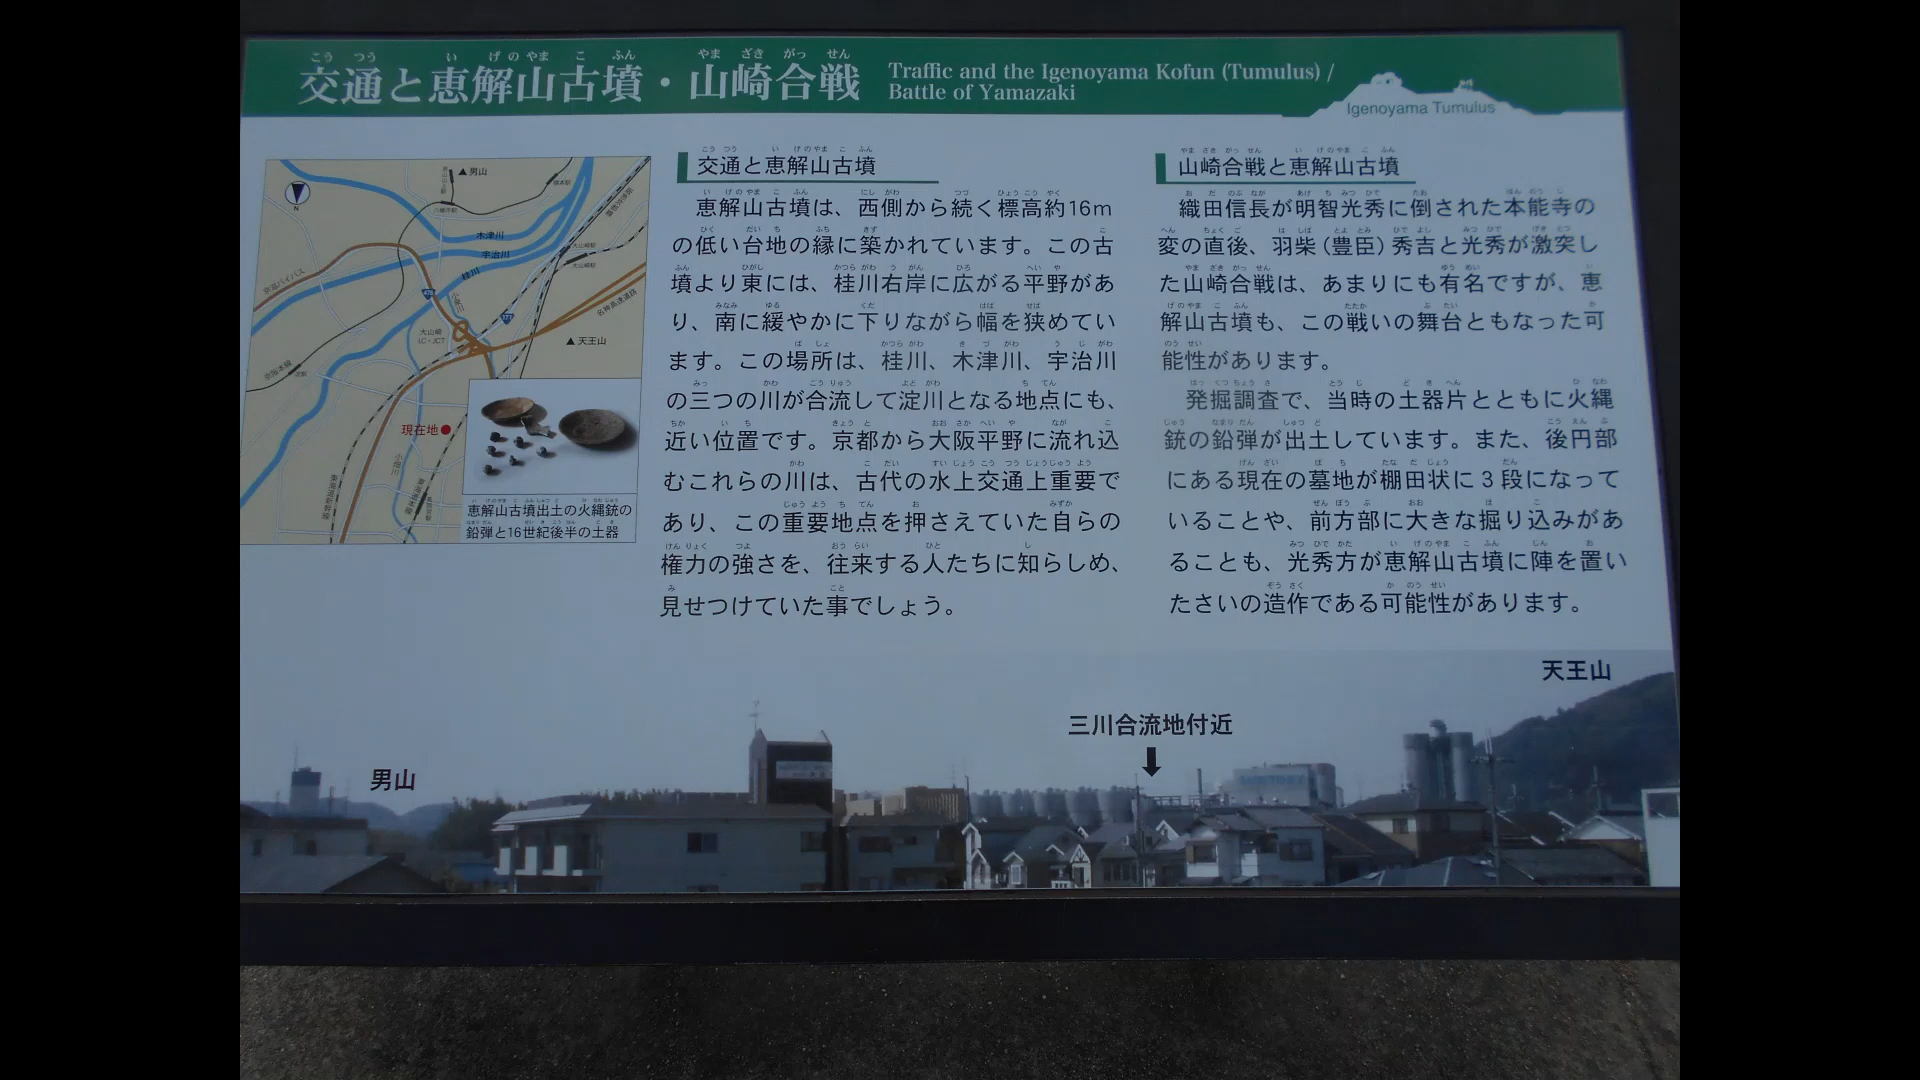 交通と恵解山古墳・山崎合戦
Traffic and the Igenoyama Kofun (Tumulus) /
Battle of Yamazaki
Igenoyama Tumulus
男山
木津川
宇治川
桂川
京滋バイパス
名神高速道路
大山崎
IC・JCT
天王山
小泉川
京阪本線
現在地
N
恵解山古墳出土の火縄銃の
鉛弾と16世紀後半の土器
交通と恵解山古墳
恵解山古墳は、西側から続く標高約16m
の低い台地の縁に築かれています。この古
墳より東には、桂川右岸に広がる平野があ
り、南に緩やかに下りながら幅を狭めてい
ます。この場所は、桂川、木津川、宇治川
の三つの川が合流して淀川となる地点にも、
近い位置です。京都から大阪平野に流れ込
むこれらの川は、古代の水上交通上重要で
あり、この重要地点を押さえていた自らの
権力の強さを、往来する人たちに知らしめ、
見せつけていた事でしょう。
山崎合戦と恵解山古墳
織田信長が明智光秀に倒された本能寺の
変の直後、羽柴(豊臣)秀吉と光秀が激突し
た山崎合戦は、あまりにも有名ですが、恵
解山古墳も、この戦いの舞台ともなった可
能性があります。
発掘調査で、当時の土器片とともに火縄
銃の鉛弾が出土しています。また、後円部
にある現在の墓地が棚田状に3段になって
いることや、前方部に大きな掘り込みがあ
ることも、光秀方が恵解山古墳に陣を置い
たさいの造作である可能性があります。
男山
三川合流地付近
天王山